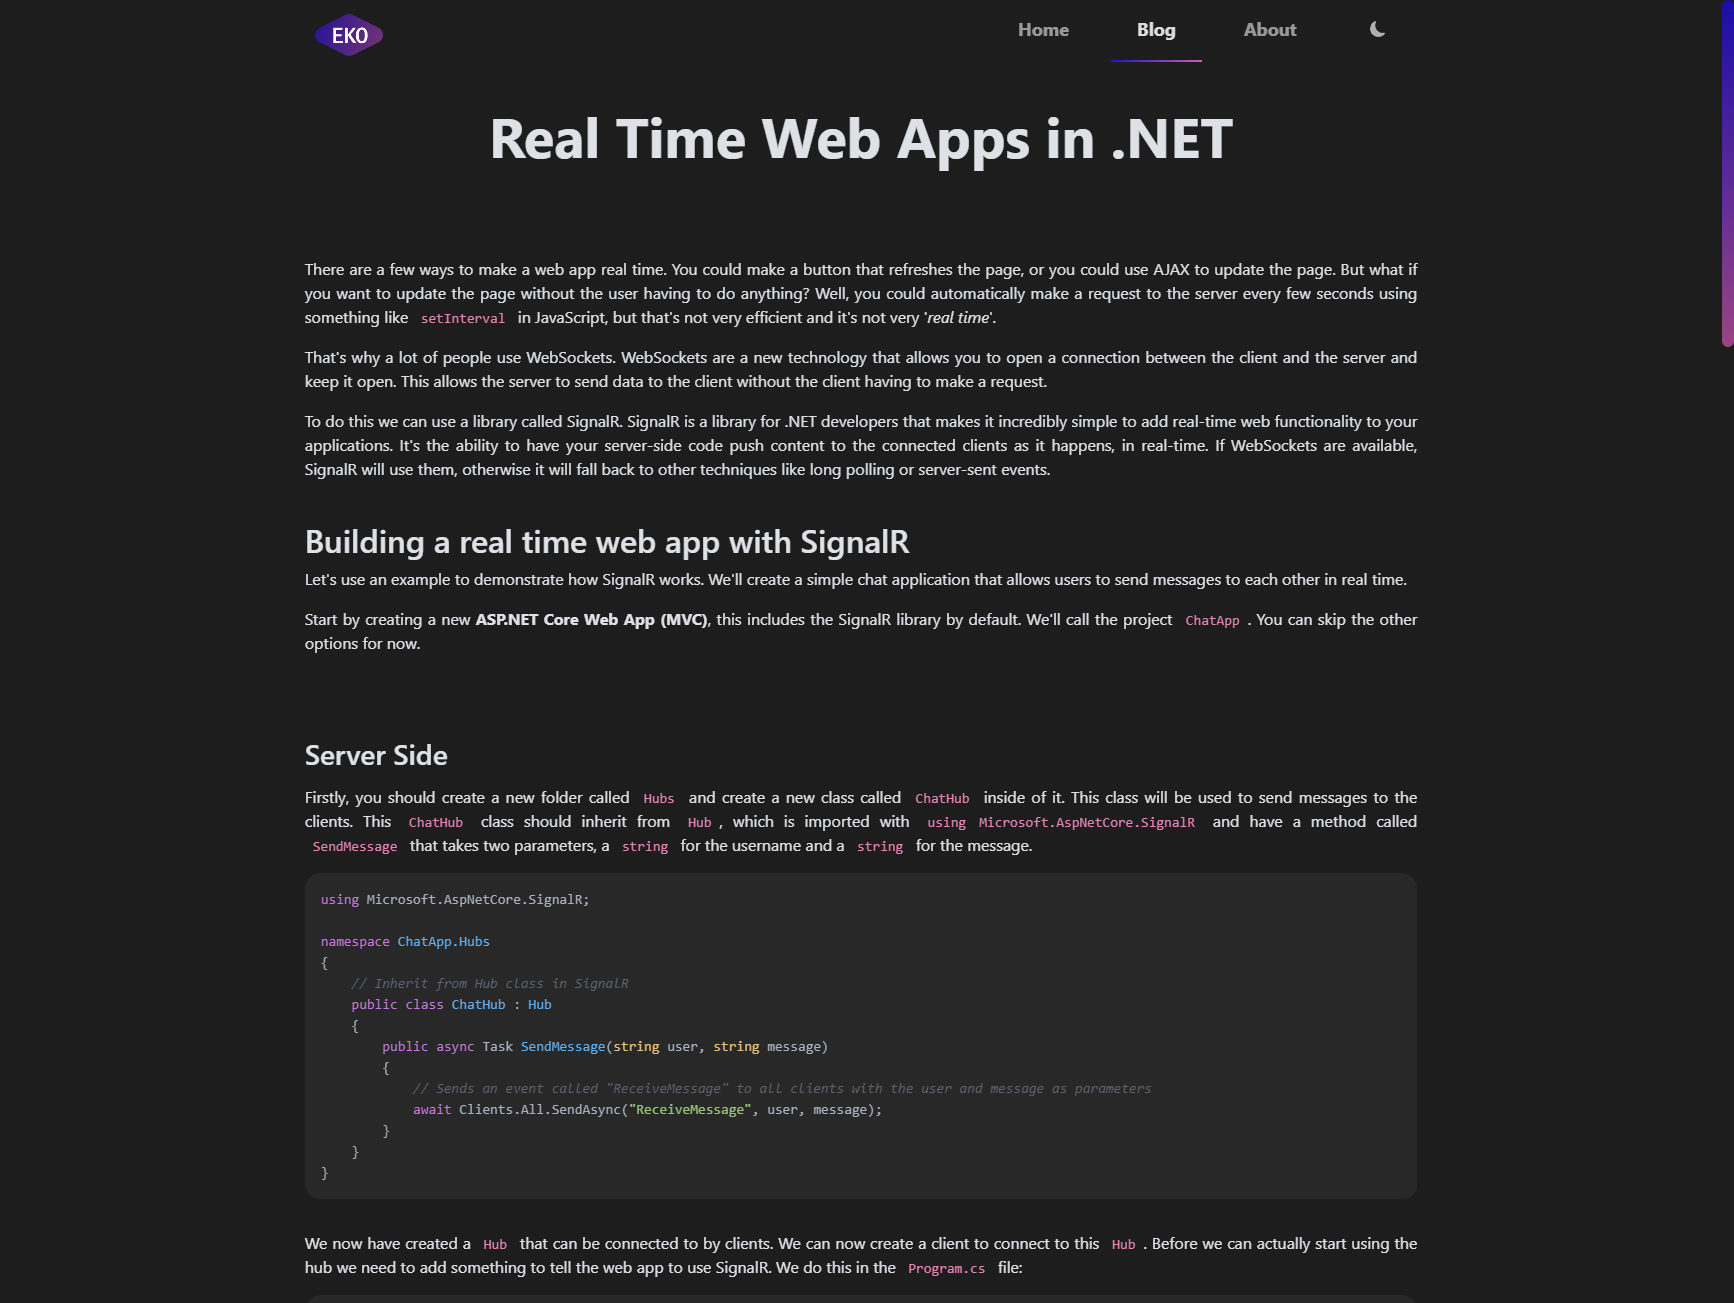 EKO
Home Blog About
Real Time Web Apps in .NET
There are a few ways to make a web app real time. You could make a button that refreshes the page, or you could use AJAX to update the page. But what if
you want to update the page without the user having to do anything? Well, you could automatically make a request to the server every few seconds using
something like setInterval in JavaScript, but that's not very efficient and it's not very 'real time'.
That's why a lot of people use WebSockets. WebSockets are a new technology that allows you to open a connection between the client and the server and
keep it open. This allows the server to send data to the client without the client having to make a request.
To do this we can use a library called SignalR. SignalR is a library for .NET developers that makes it incredibly simple to add real-time web functionality to your
applications. It's the ability to have your server-side code push content to the connected clients as it happens, in real-time. If WebSockets are available,
SignalR will use them, otherwise it will fall back to other techniques like long polling or server-sent events.
Building a real time web app with SignalR
Let's use an example to demonstrate how SignalR works. We'll create a simple chat application that allows users to send messages to each other in real time.
Start by creating a new ASP.NET Core Web App (MVC), this includes the SignalR library by default. We'll call the project ChatApp . You can skip the other
options for now.
Server Side
Firstly, you should create a new folder called Hubs and create a new class called ChatHub inside of it. This class will be used to send messages to the
clients. This ChatHub class should inherit from Hub , which is imported with using Microsoft.AspNetCore.SignalR and have a method called
SendMessage that takes two parameters, a string for the username and a string for the message.
using Microsoft.AspNetCore.SignalR;
namespace ChatApp.Hubs
{
// Inherit from Hub class in SignalR
public class ChatHub : Hub
{
public async Task SendMessage(string user, string message)
{
// Sends an event called "ReceiveMessage" to all clients with the user and message as parameters
await Clients.All.SendAsync("ReceiveMessage", user, message);
}
}
}
We now have created a Hub that can be connected to by clients. We can now create a client to connect to this Hub . Before we can actually start using the
hub we need to add something to tell the web app to use SignalR. We do this in the Program.cs file: